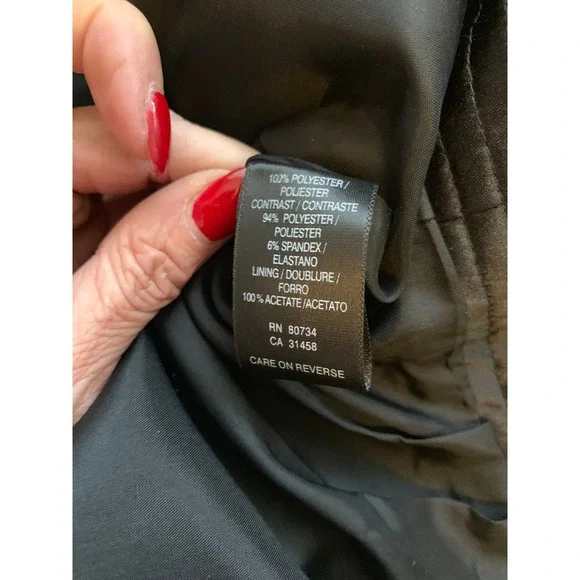 100% POLYESTER /
POLIESTER
CONTRAST / CONTRASTE
94% POLYESTER /
POLIESTER
6% SPANDEX /
ELASTANO
LINING / DOUBLURE /
FORRO
100% ACETATE / ACETATO
RN 80734
CA 31458
CARE ON REVERSE